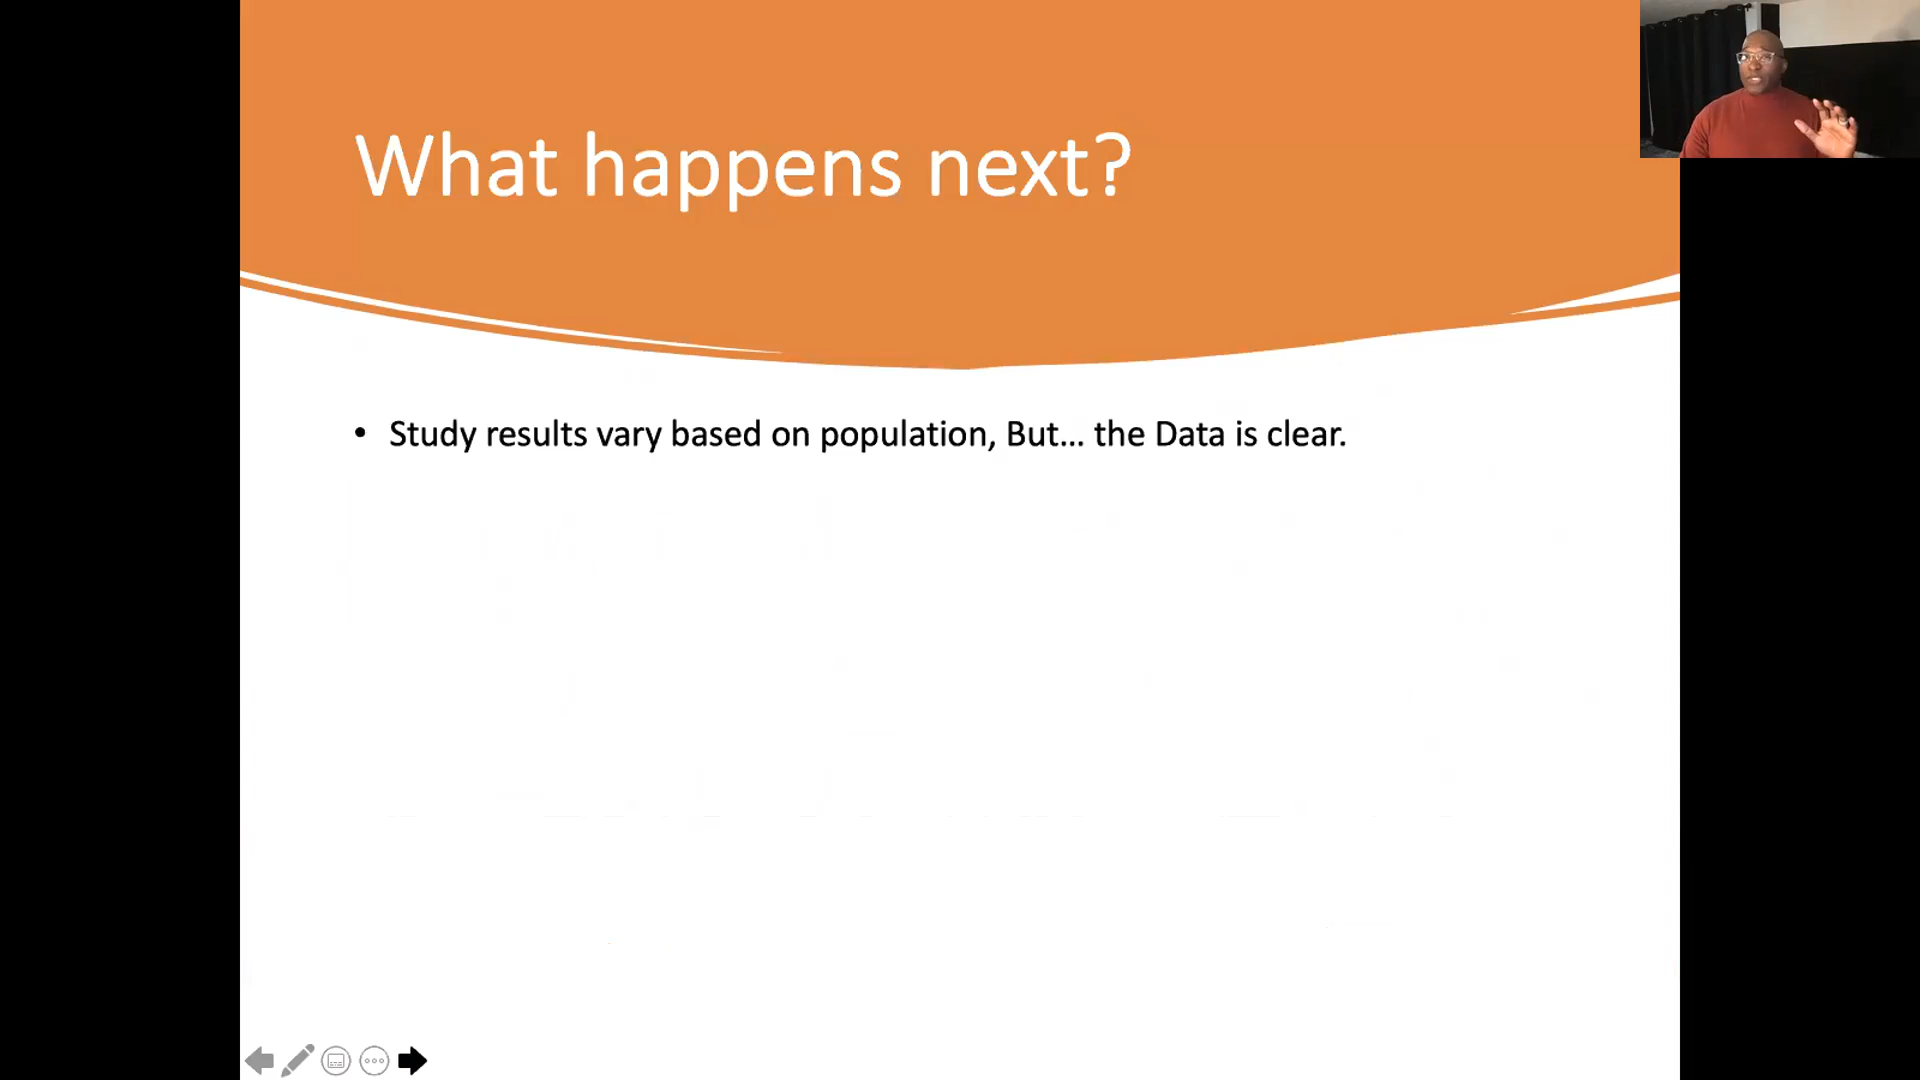 What happens next?
• Study results vary based on population, But... the Data is clear.